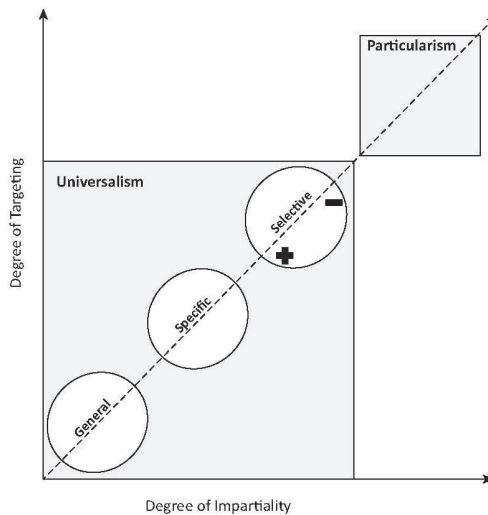 Particularism
Universalism
Selective
Specific
General
Degree of Targeting
Degree of Impartiality